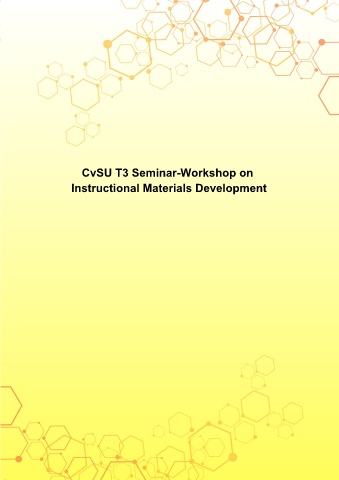 CvSU T3 Seminar-Workshop on
Instructional Materials Development